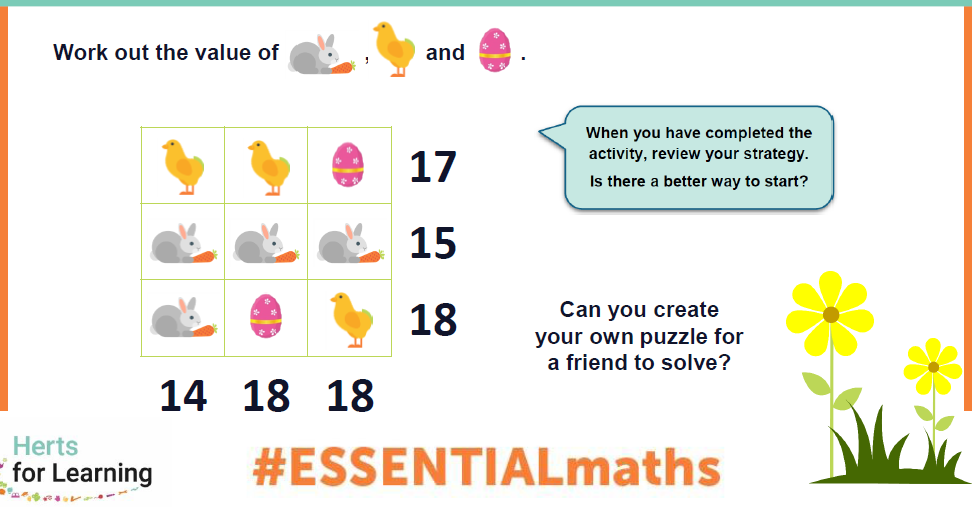 Work out the value of , and .
When you have completed the
activity, review your strategy.
Is there a better way to start?
17
15
18
14 18 18
Can you create
your own puzzle for
a friend to solve?
Herts
for Learning
#ESSENTIALmaths